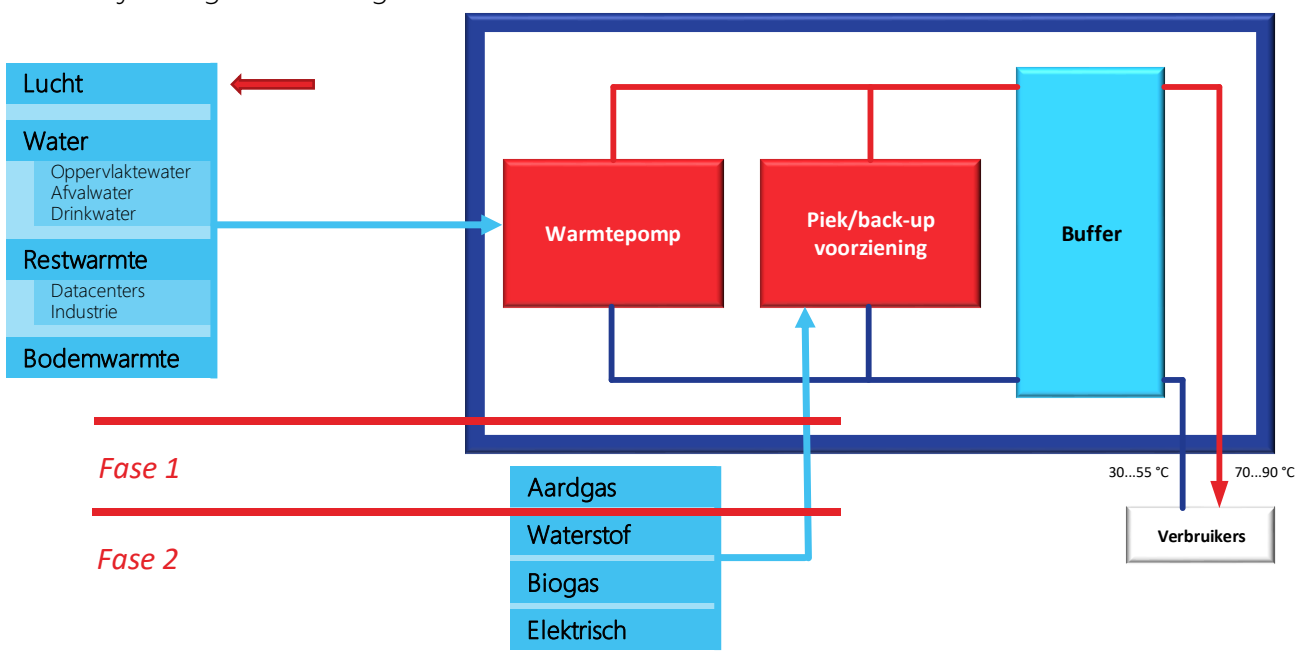 Lucht
Water
Oppervlaktewater
Afvalwater
Drinkwater
Restwarmte
Datacenters
Industrie
Bodemwarmte
Warmtepomp
Piek/back-up
voorziening
Buffer
Fase 1
Fase 2
Aardgas
Waterstof
Biogas
Elektrisch
30...55 °C
70...90 °C
Verbruikers